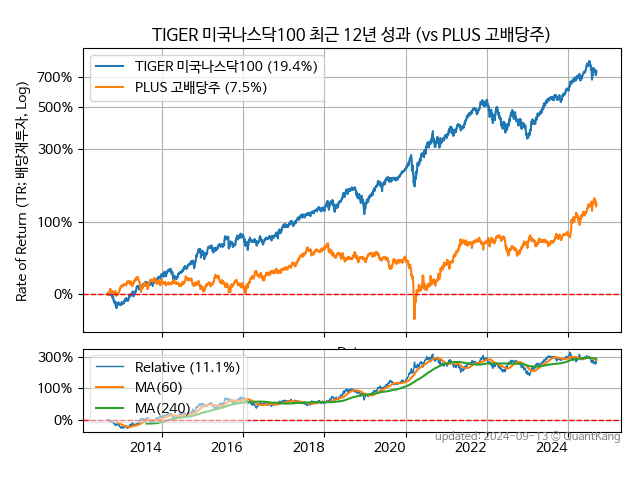 TIGER 미국나스닥100 최근 12년 성과 (vs PLUS 고배당주)
Rate of Return (TR: 배당재투자, Log)
TIGER 미국나스닥100 (19.4%)
PLUS 고배당주 (7.5%)
700%
500%
300%
100%
0%
Relative (11.1%)
MA(60)
MA(240)
300%
100%
0%
2014
2016
2018
2020
2022
2024
updated: 2024-09-13 © QuantKang